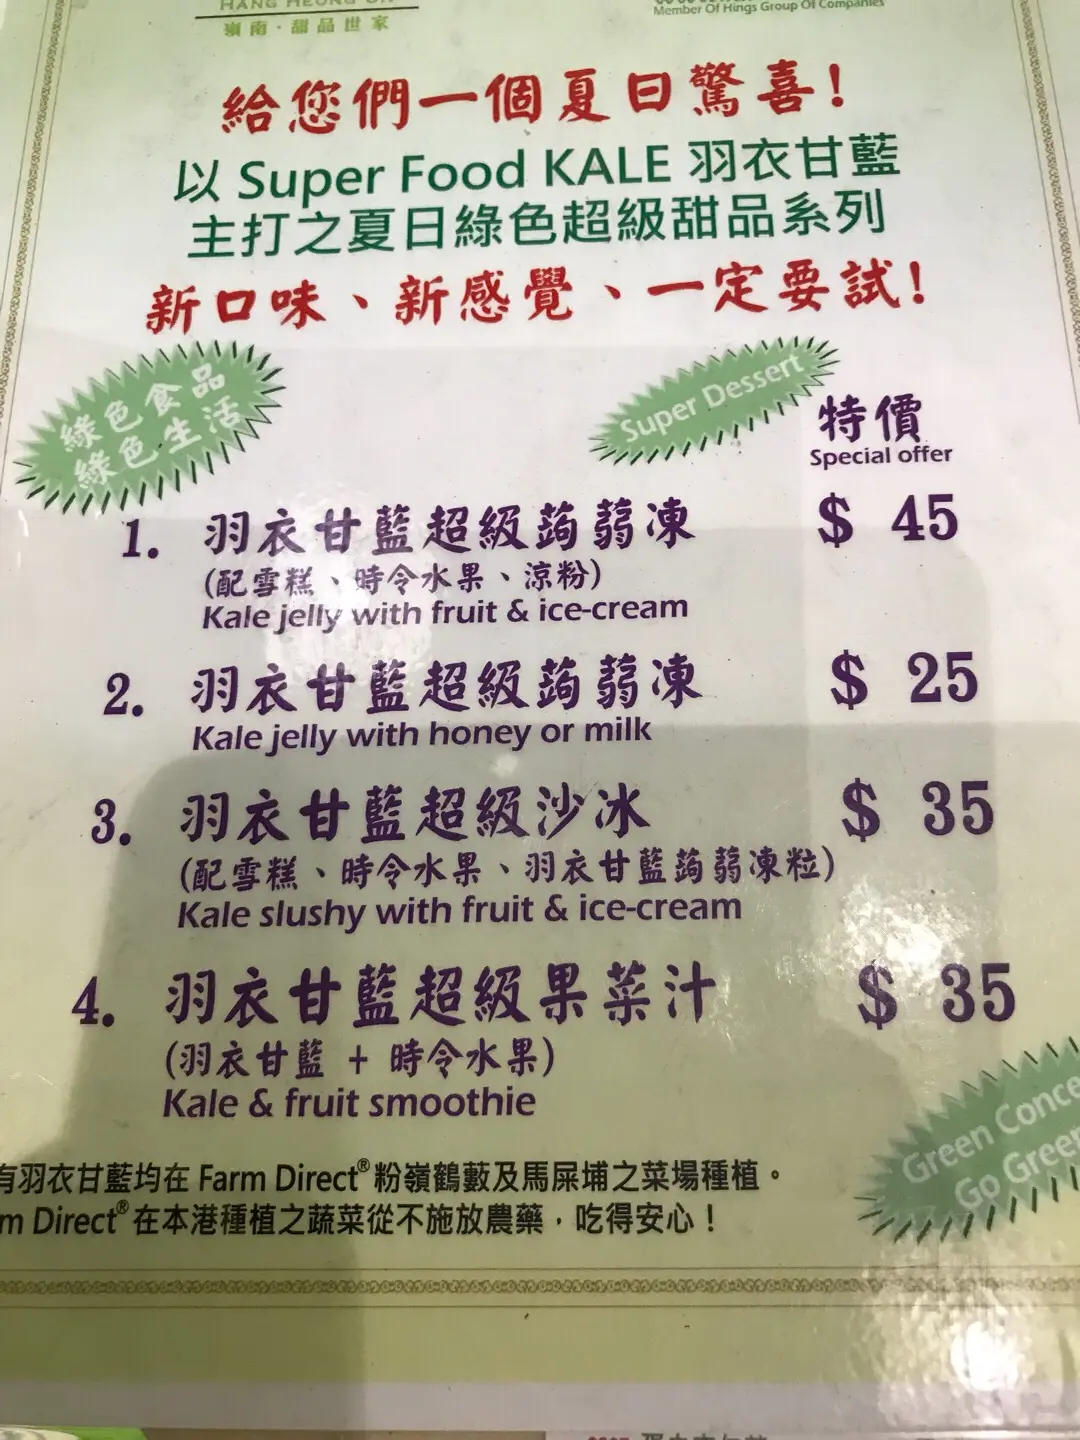 HANG HEUNG
嶺南·甜品世家
Member Of Hings Group Of Companies
給您們一個夏日驚喜!
以 Super Food KALE 羽衣甘藍
主打之夏日綠色超級甜品系列
新口味、新感覺、一定要試!
綠色食品
綠色生活
Super Dessert
特價
Special offer
1. 羽衣甘藍超級蒟蒻凍 $ 45
(配雪糕、時令水果、涼粉)
Kale jelly with fruit & ice-cream
2. 羽衣甘藍超級蒟蒻凍 $ 25
Kale jelly with honey or milk
3. 羽衣甘藍超級沙冰 $ 35
(配雪糕、時令水果、羽衣甘藍蒟蒻凍粒)
Kale slushy with fruit & ice-cream
4. 羽衣甘藍超級果菜汁 $ 35
(羽衣甘藍 + 時令水果)
Kale & fruit smoothie
Green Conce
Go Green
有羽衣甘藍均在 Farm Direct® 粉嶺鶴藪及馬屎埔之菜場種植。
m Direct® 在本港種植之蔬菜從不施放農藥，吃得安心！